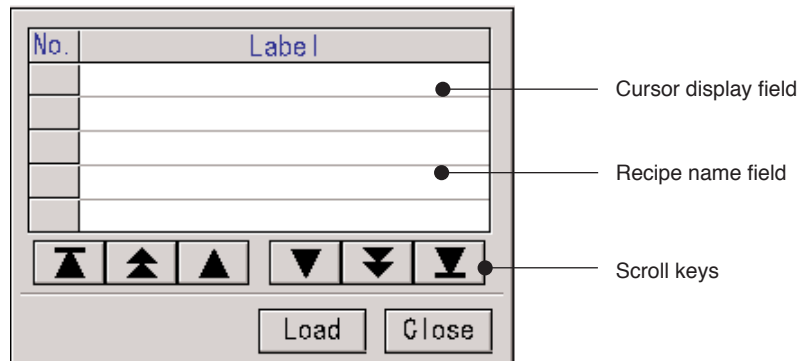 No. Label
Cursor display field
Recipe name field
Scroll keys
Load Close